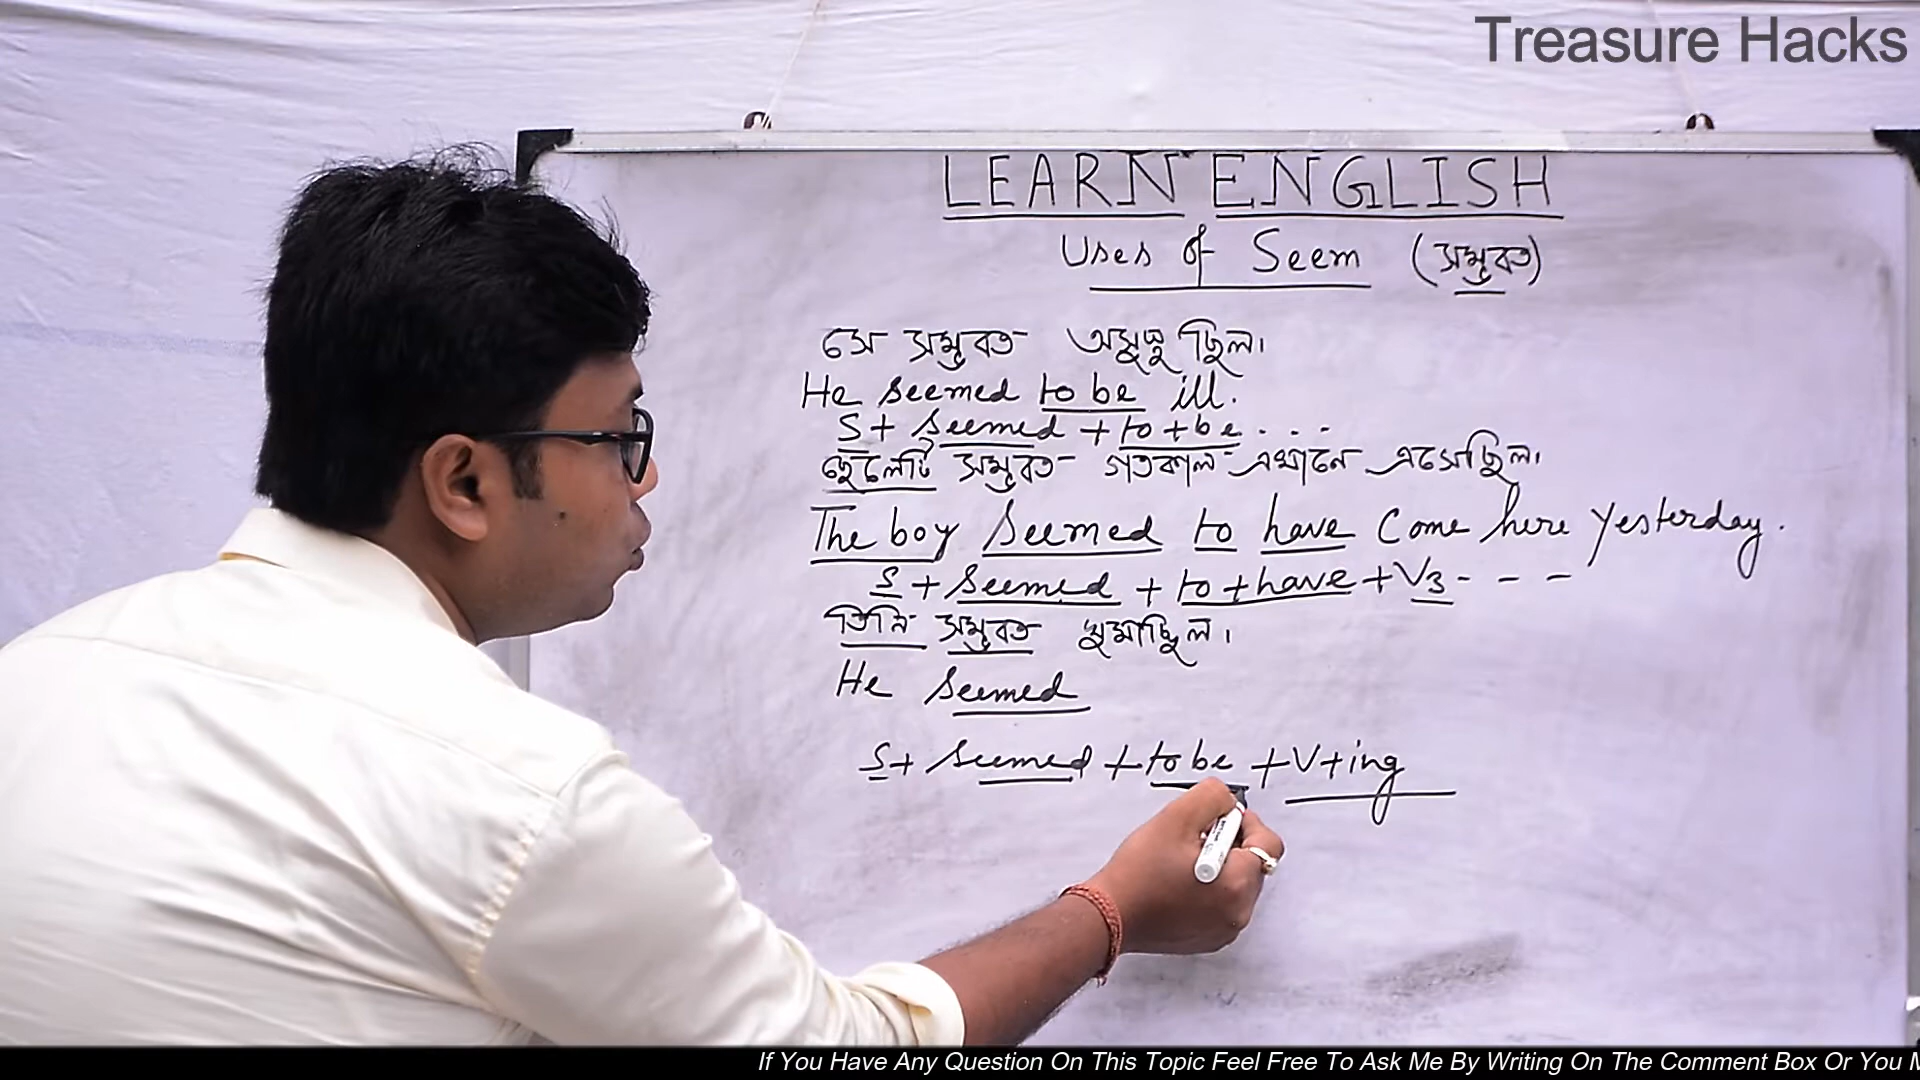 Treasure Hacks
LEARN ENGLISH
Uses of Seem (সম্ভবত)
সে সম্ভবত অসুস্থ ছিল।
He seemed to be ill.
S + Seemed + to + be ...
ছেলেটি সম্ভবত গতকাল এখানে এসেছিল।
The boy Seemed to have Come here Yesterday.
S + Seemed + to + have + V3 - - -
তিনি সম্ভবত ঘুমাচ্ছিল।
He Seemed
S + Seemed + to be + V + ing
If You Have Any Question On This Topic Feel Free To Ask Me By Writing On The Comment Box Or You M